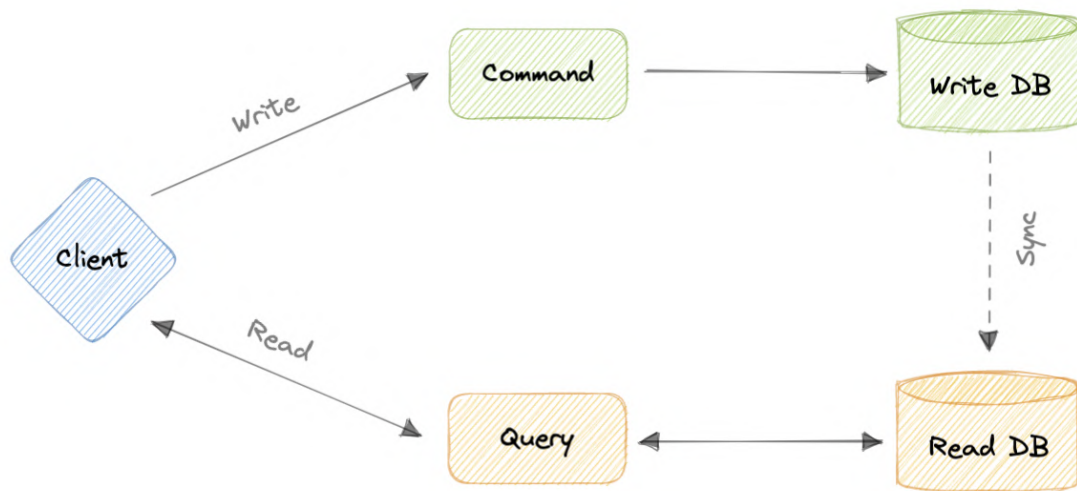 Command
Write DB
Write
Client
Sync
Read
Query
Read DB